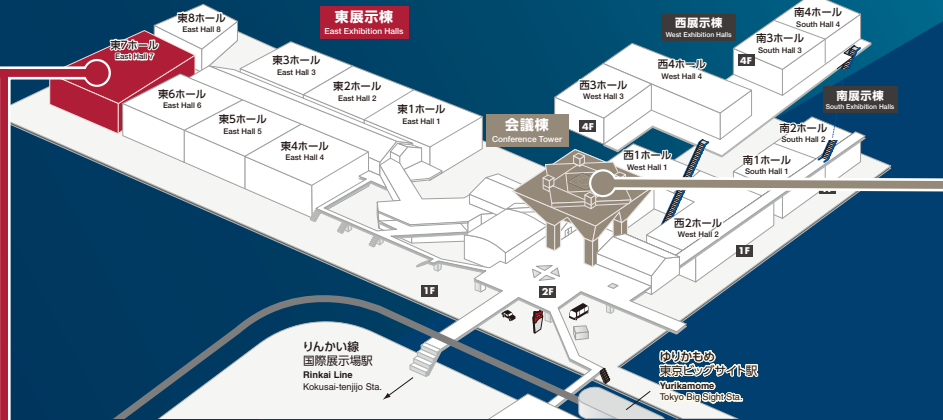 東8ホール
East Hall 8
東展示棟
East Exhibition Halls
東7ホール
East Hall 7
東3ホール
East Hall 3
東2ホール
East Hall 2
東1ホール
East Hall 1
東6ホール
East Hall 6
東5ホール
East Hall 5
東4ホール
East Hall 4
会議棟
Conference Tower
西展示棟
West Exhibition Halls
西4ホール
West Hall 4
西3ホール
West Hall 3
4F
南4ホール
South Hall 4
南3ホール
South Hall 3
4F
南展示棟
South Exhibition Halls
南2ホール
South Hall 2
南1ホール
South Hall 1
西1ホール
West Hall 1
西2ホール
West Hall 2
1F
1F
2F
りんかい線
国際展示場駅
Rinkai Line
Kokusai-tenjijo Sta.
ゆりかもめ
東京ビッグサイト駅
Yurikamome
Tokyo Big Sight Sta.